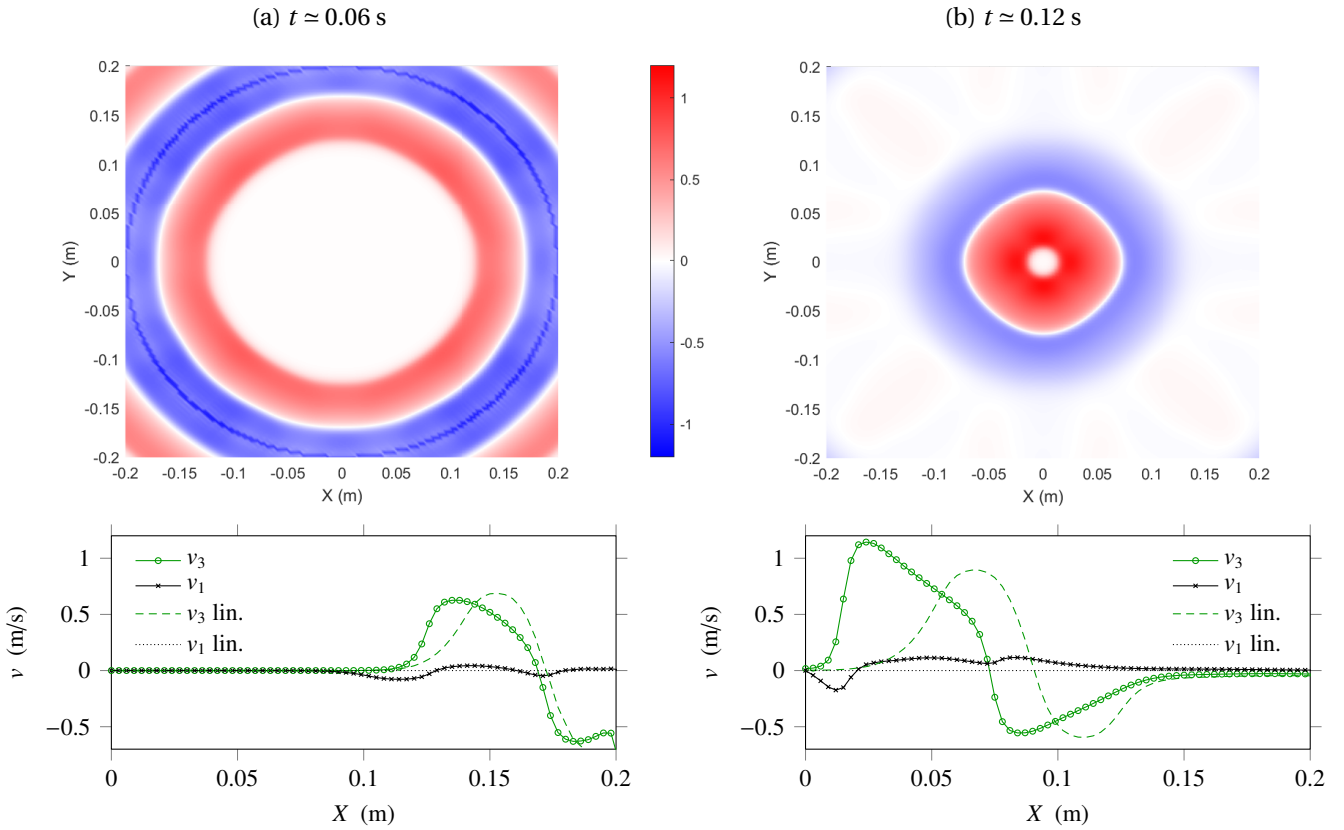 (a) t ≃ 0.06 s
(b) t ≃ 0.12 s
0.2
0.15
0.1
0.05
0
-0.05
-0.1
-0.15
-0.2
Y (m)
-0.2 -0.15 -0.1 -0.05 0 0.05 0.1 0.15 0.2
X (m)
1
0.5
0
-0.5
-1
0.2
0.15
0.1
0.05
0
-0.05
-0.1
-0.15
-0.2
Y (m)
-0.2 -0.15 -0.1 -0.05 0 0.05 0.1 0.15 0.2
X (m)
1
0.5
0
−0.5
v (m/s)
v3
v1
v3 lin.
v1 lin.
0 0.05 0.1 0.15 0.2
X (m)
1
0.5
0
−0.5
v (m/s)
v3
v1
v3 lin.
v1 lin.
0 0.05 0.1 0.15 0.2
X (m)